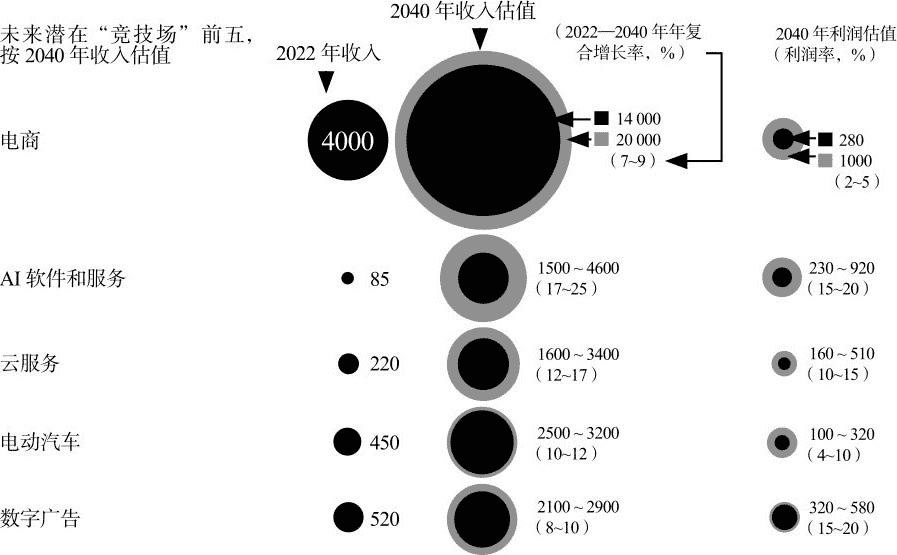 未来潜在“竞技场”前五，
按 2040 年收入估值
2022 年收入
2040 年收入估值
（2022—2040 年年复
合增长率，%）
2040 年利润估值
（利润率，%）
电商
4000
14 000
20 000
（7~9）
280
1000
（2~5）
AI 软件和服务
85
1500～4600
（17~25）
230～920
（15~20）
云服务
220
1600～3400
（12~17）
160～510
（10~15）
电动汽车
450
2500～3200
（10~12）
100～320
（4~10）
数字广告
520
2100～2900
（8~10）
320～580
（15~20）